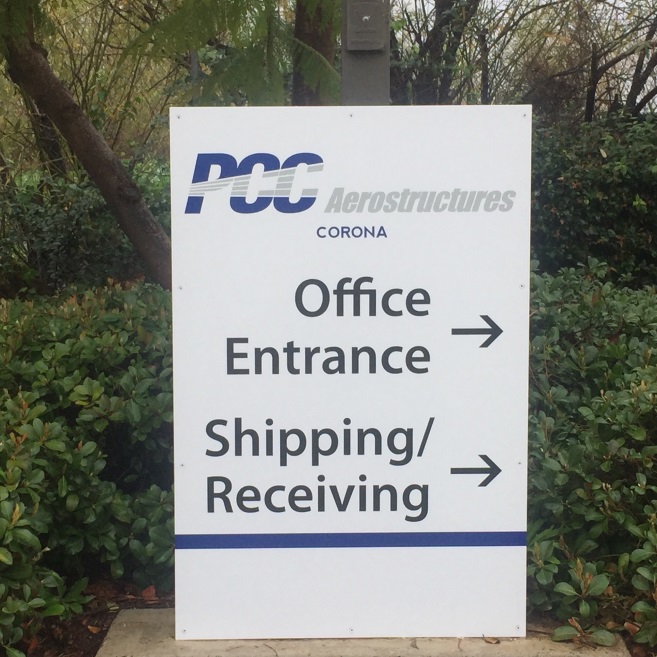 PCC Aerostructures
CORONA
Office
Entrance →
Shipping/
Receiving →